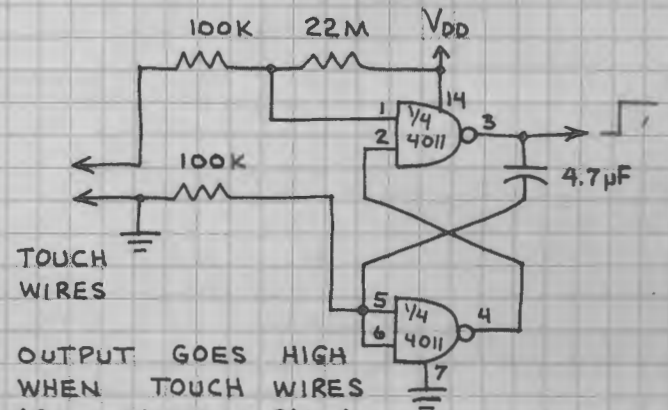 100K 22M VDD
14
1 1/4 3
2 4011
100K 4.7µF
TOUCH
WIRES
5 1/4 4
6 4011
7
OUTPUT GOES HIGH
WHEN TOUCH WIRES